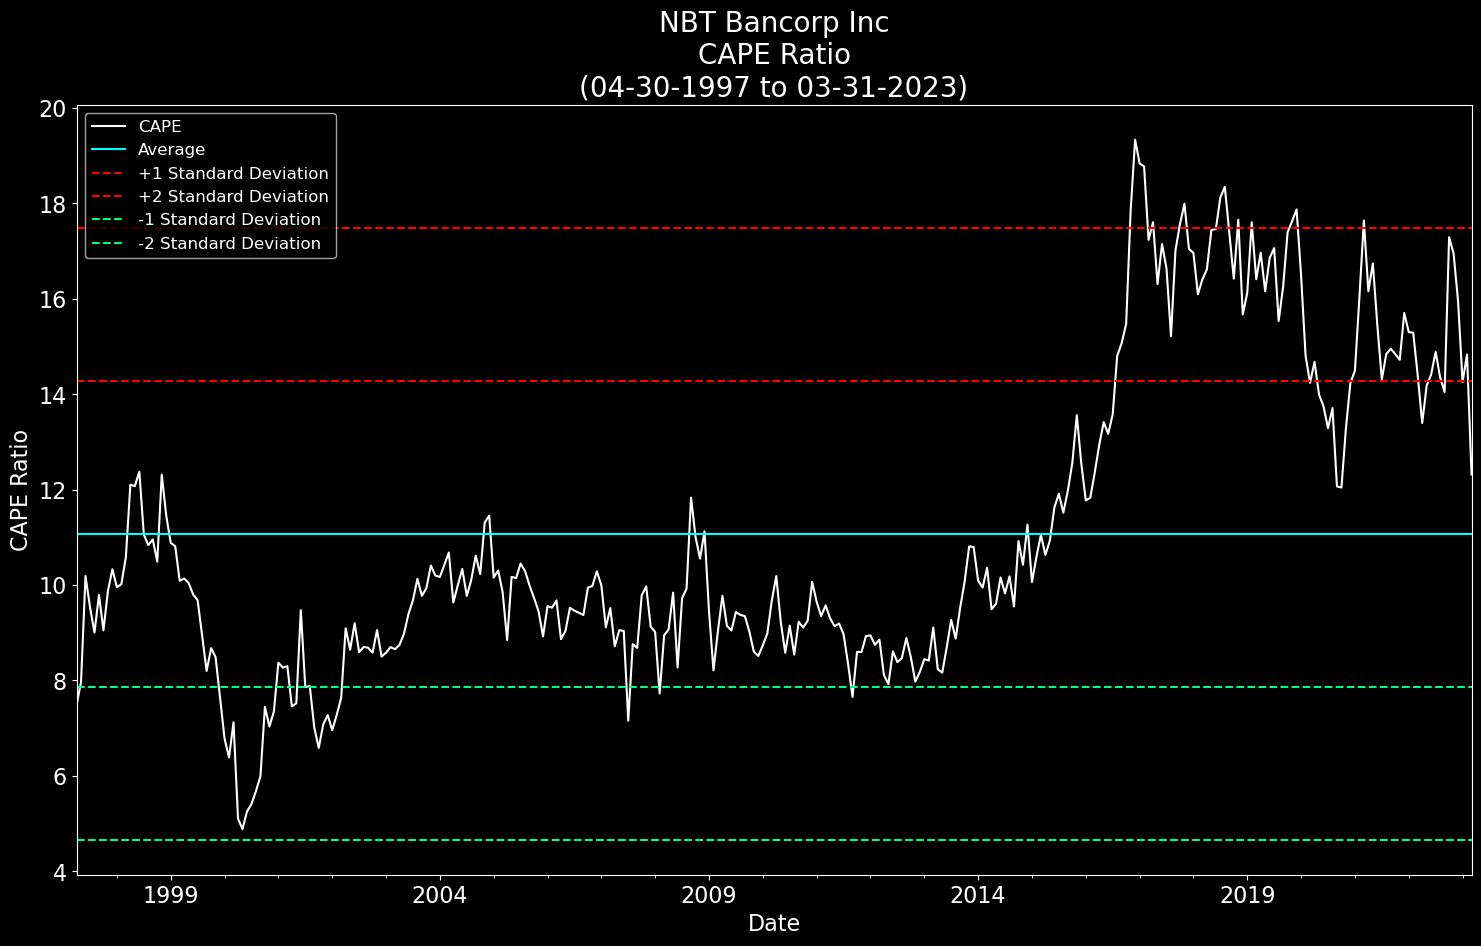 NBT Bancorp Inc
CAPE Ratio
(04-30-1997 to 03-31-2023)
CAPE
Average
+1 Standard Deviation
+2 Standard Deviation
-1 Standard Deviation
-2 Standard Deviation
CAPE Ratio
20
18
16
14
12
10
8
6
4
1999 2004 2009 2014 2019
Date